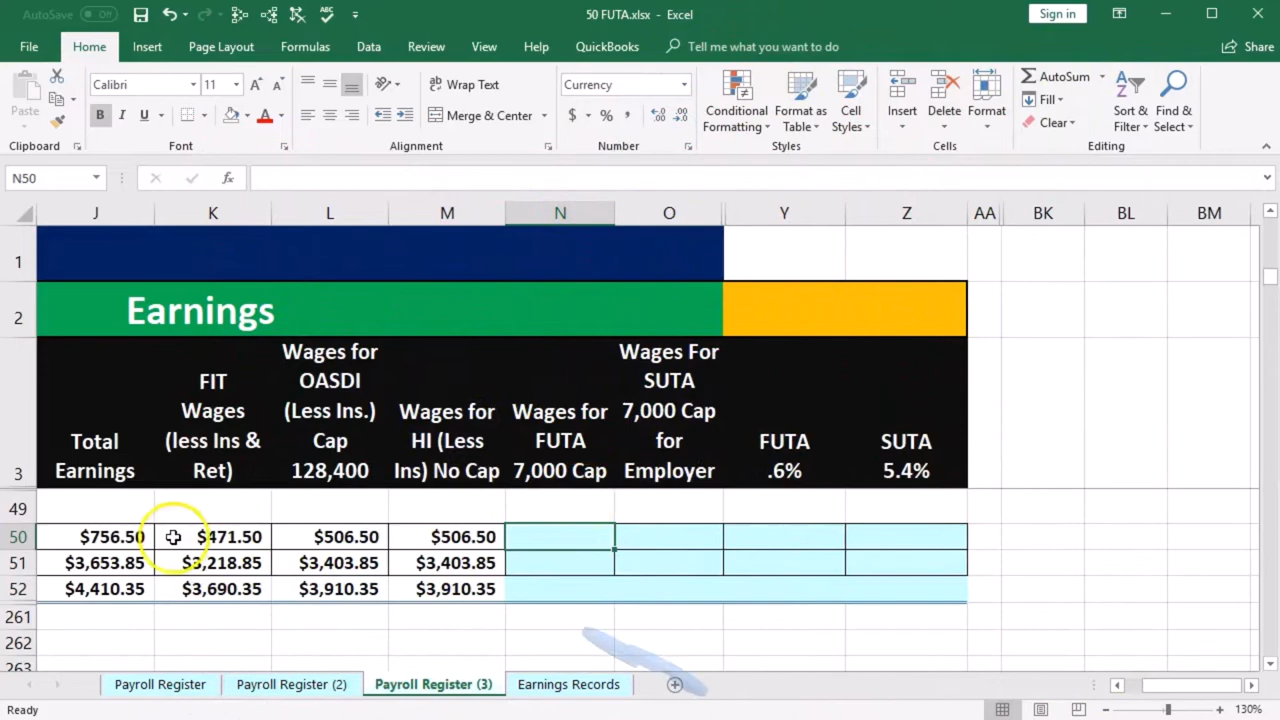 AutoSave Off
50 FUTA.xlsx - Excel
Sign in
File Home Insert Page Layout Formulas Data Review View Help QuickBooks Tell me what you want to do Share
Paste
Calibri 11
B I U
Wrap Text
Merge & Center
Currency
$ % ,
Conditional Formatting
Format as Table
Cell Styles
Insert
Delete
Format
AutoSum
Fill
Clear
Sort & Filter
Find & Select
Clipboard Font Alignment Number Styles Cells Editing
N50 fx
J K L M N O Y Z AA BK BL BM
1
2 Earnings
3
Total Earnings
FIT Wages (less Ins & Ret)
Wages for OASDI (Less Ins.) Cap 128,400
Wages for HI (Less Ins) No Cap
Wages for FUTA 7,000 Cap
Wages For SUTA 7,000 Cap for Employer
FUTA .6%
SUTA 5.4%
49
50 $756.50 $471.50 $506.50 $506.50
51 $3,653.85 $3,218.85 $3,403.85 $3,403.85
52 $4,410.35 $3,690.35 $3,910.35 $3,910.35
261
262
263
Payroll Register Payroll Register (2) Payroll Register (3) Earnings Records
Ready 130%